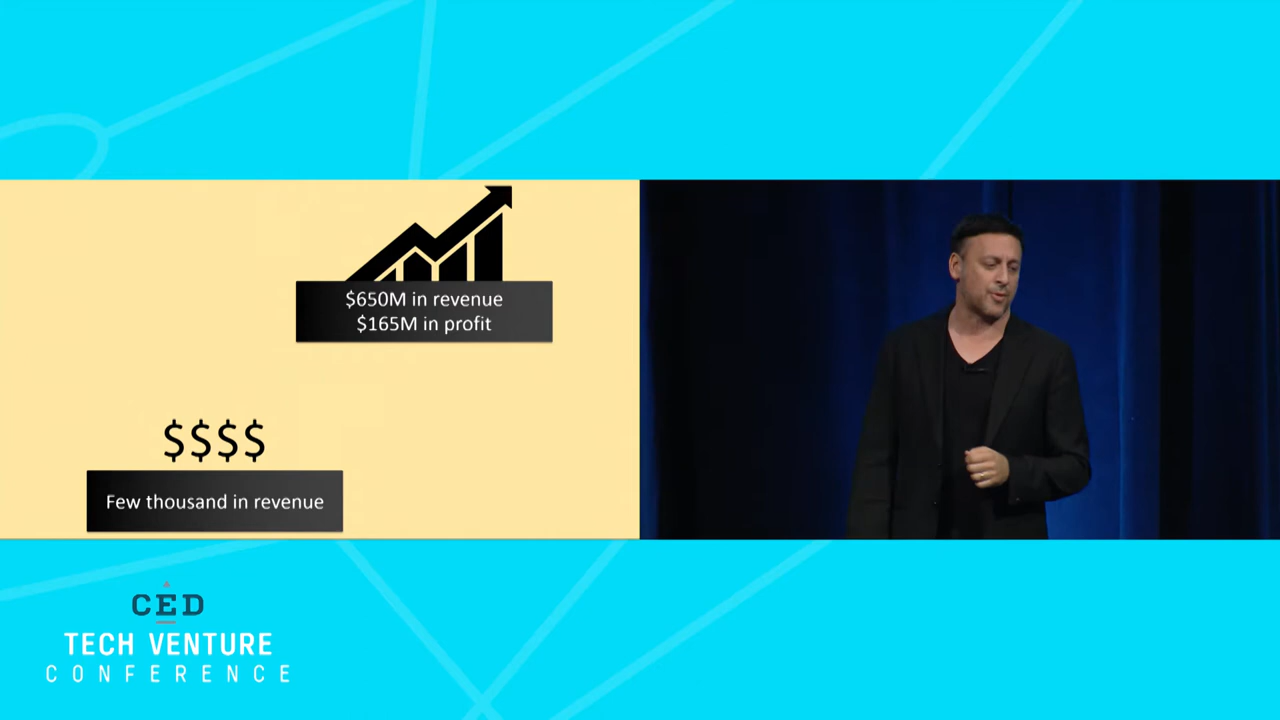 $650M in revenue
$165M in profit
$$$$
Few thousand in revenue
CED
TECH VENTURE
CONFERENCE